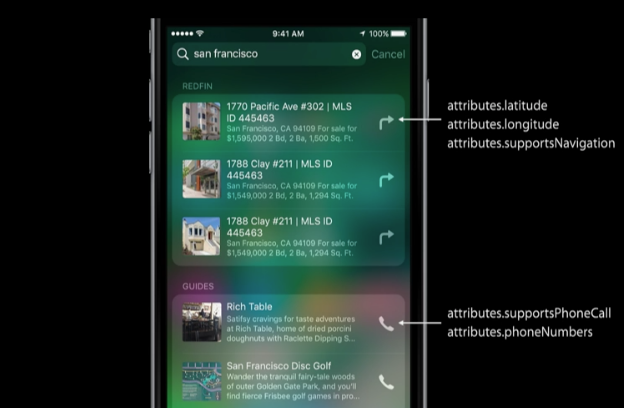 9:41 AM
100%
san francisco
Cancel
REDFIN
1770 Pacific Ave #302 | MLS
ID 445463
San Francisco, CA 94109 For sale for
$1,595,000 2 Bd, 2 Ba, 1,500 Sq. Ft.
attributes.latitude
attributes.longitude
attributes.supportsNavigation
1788 Clay #211 | MLS ID
445463
San Francisco, CA 94109 For sale for
$1,549,000 2 Bd, 2 Ba, 1,294 Sq. Ft.
1788 Clay #211 | MLS ID
445463
San Francisco, CA 94109 For sale for
$1,549,000 2 Bd, 2 Ba, 1,294 Sq. Ft.
GUIDES
Rich Table
Satifsy cravings for taste adventures
at Rich Table, home of dried porcini
doughnuts with Raclette Dipping S...
attributes.supportsPhoneCall
attributes.phoneNumbers
San Francisco Disc Golf
Wander the tranquil fairy-tale woods
of outer Golden Gate Park, and you'll
find fierce Frisbee golf games in pro...